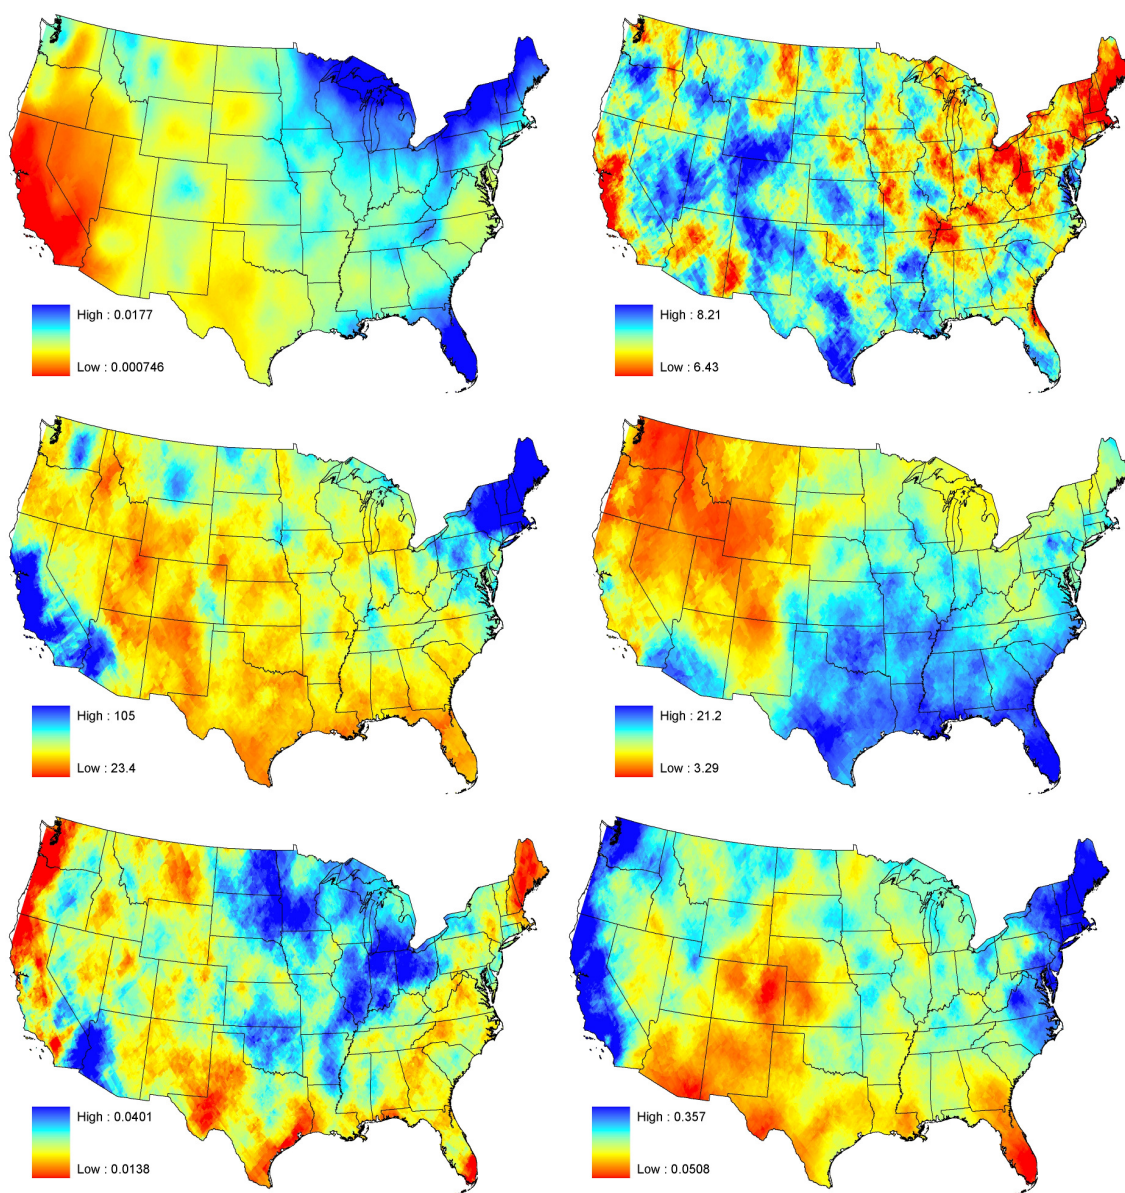 High : 0.0177
Low : 0.000746
High : 8.21
Low : 6.43
High : 105
Low : 23.4
High : 21.2
Low : 3.29
High : 0.0401
Low : 0.0138
High : 0.357
Low : 0.0508